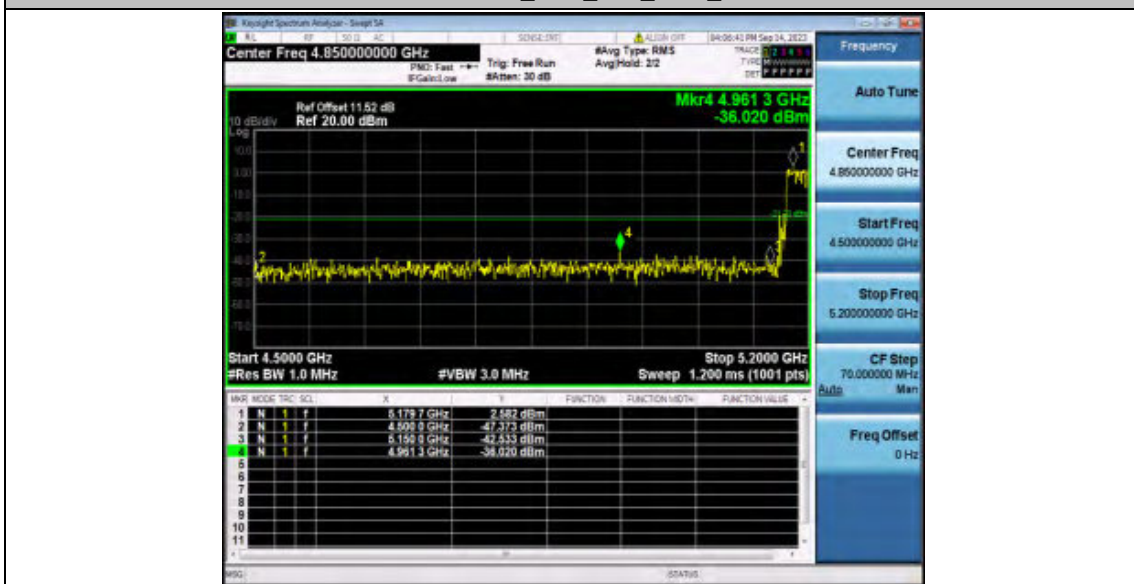 Keysight Spectrum Analyzer - Swept SA
RL RF 50 Ω AC SENSE:INT ALIGN OFF 04:06:41 PM Sep 14, 2023
Center Freq 4.850000000 GHz
PNO: Fast
IFGain:Low
Trig: Free Run
#Atten: 30 dB
#Avg Type: RMS
Avg|Hold: 2/2
TRACE 1 2 3 4 5 6
TYPE
DET P P P P P P
Ref Offset 11.52 dB
Ref 20.00 dBm
10 dB/div
Log
Mkr4 4.961 3 GHz
-36.020 dBm
10.0
1
2
3
4
Start 4.5000 GHz
Stop 5.2000 GHz
#Res BW 1.0 MHz
#VBW 3.0 MHz
Sweep 1.200 ms (1001 pts)
MKR MODE TRC SCL X Y FUNCTION FUNCTION WIDTH FUNCTION VALUE
1 N 1 f 5.179 7 GHz 2.582 dBm
2 N 1 f 4.500 0 GHz -47.373 dBm
3 N 1 f 5.150 0 GHz -42.533 dBm
4 N 1 f 4.961 3 GHz -36.020 dBm
5
6
7
8
9
10
11
MSG
STATUS
Frequency
Auto Tune
Center Freq
4.850000000 GHz
Start Freq
4.500000000 GHz
Stop Freq
5.200000000 GHz
CF Step
70.000000 MHz
Auto Man
Freq Offset
0 Hz